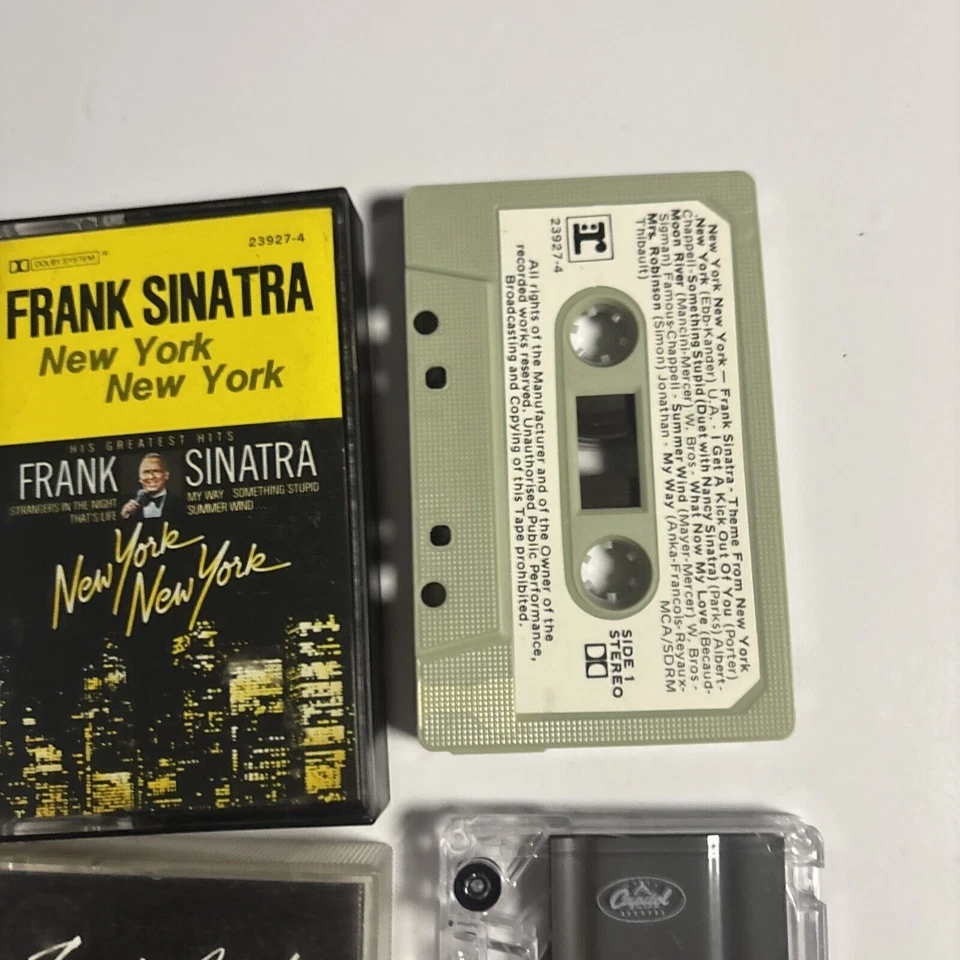 23927-4
DOLBY SYSTEM
FRANK SINATRA
New York
New York
HIS GREATEST HITS
FRANK SINATRA
STRANGERS IN THE NIGHT
THAT'S LIFE
MY WAY SOMETHING STUPID
SUMMER WIND
New York
New York
New York New York — Frank Sinatra - Theme From New York
New York (Ebb-Kander) U.A. - I Get A Kick Out Of You (Porter)
Chappell - Something Stupid (Duet with Nancy Sinatra) (Parks) Albert-
Moon River (Mancini-Mercer) W. Bros - What Now My Love (Becaud-
Sigman) Famous-Chappell - Summer Wind (Mayer-Mercer) W. Bros -
Mrs. Robinson (Simon) Jonathan - My Way (Anka-Francois-Reyaux-
Thibault) MCA/SDRM
r
23927-4
SIDE 1
STEREO
All rights of the Manufacturer and of the Owner of the
recorded works reserved. Unauthorised Public Performance,
Broadcasting and Copying of this Tape prohibited.
Capitol
RECORDS